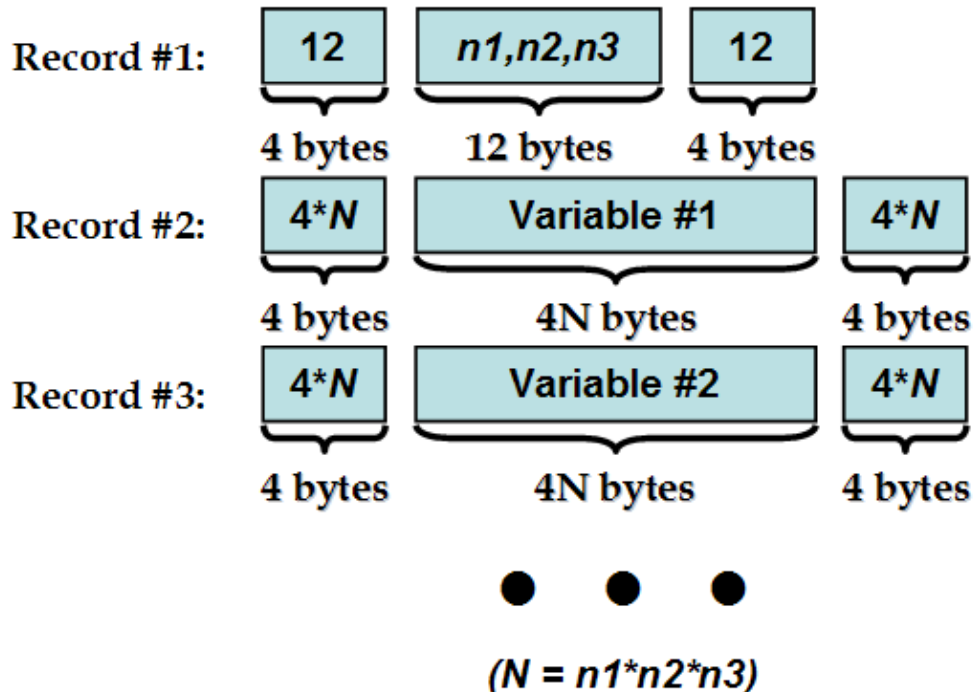 Record #1: 12 n1,n2,n3 12
4 bytes 12 bytes 4 bytes
Record #2: 4*N Variable #1 4*N
4 bytes 4N bytes 4 bytes
Record #3: 4*N Variable #2 4*N
4 bytes 4N bytes 4 bytes
(N = n1*n2*n3)